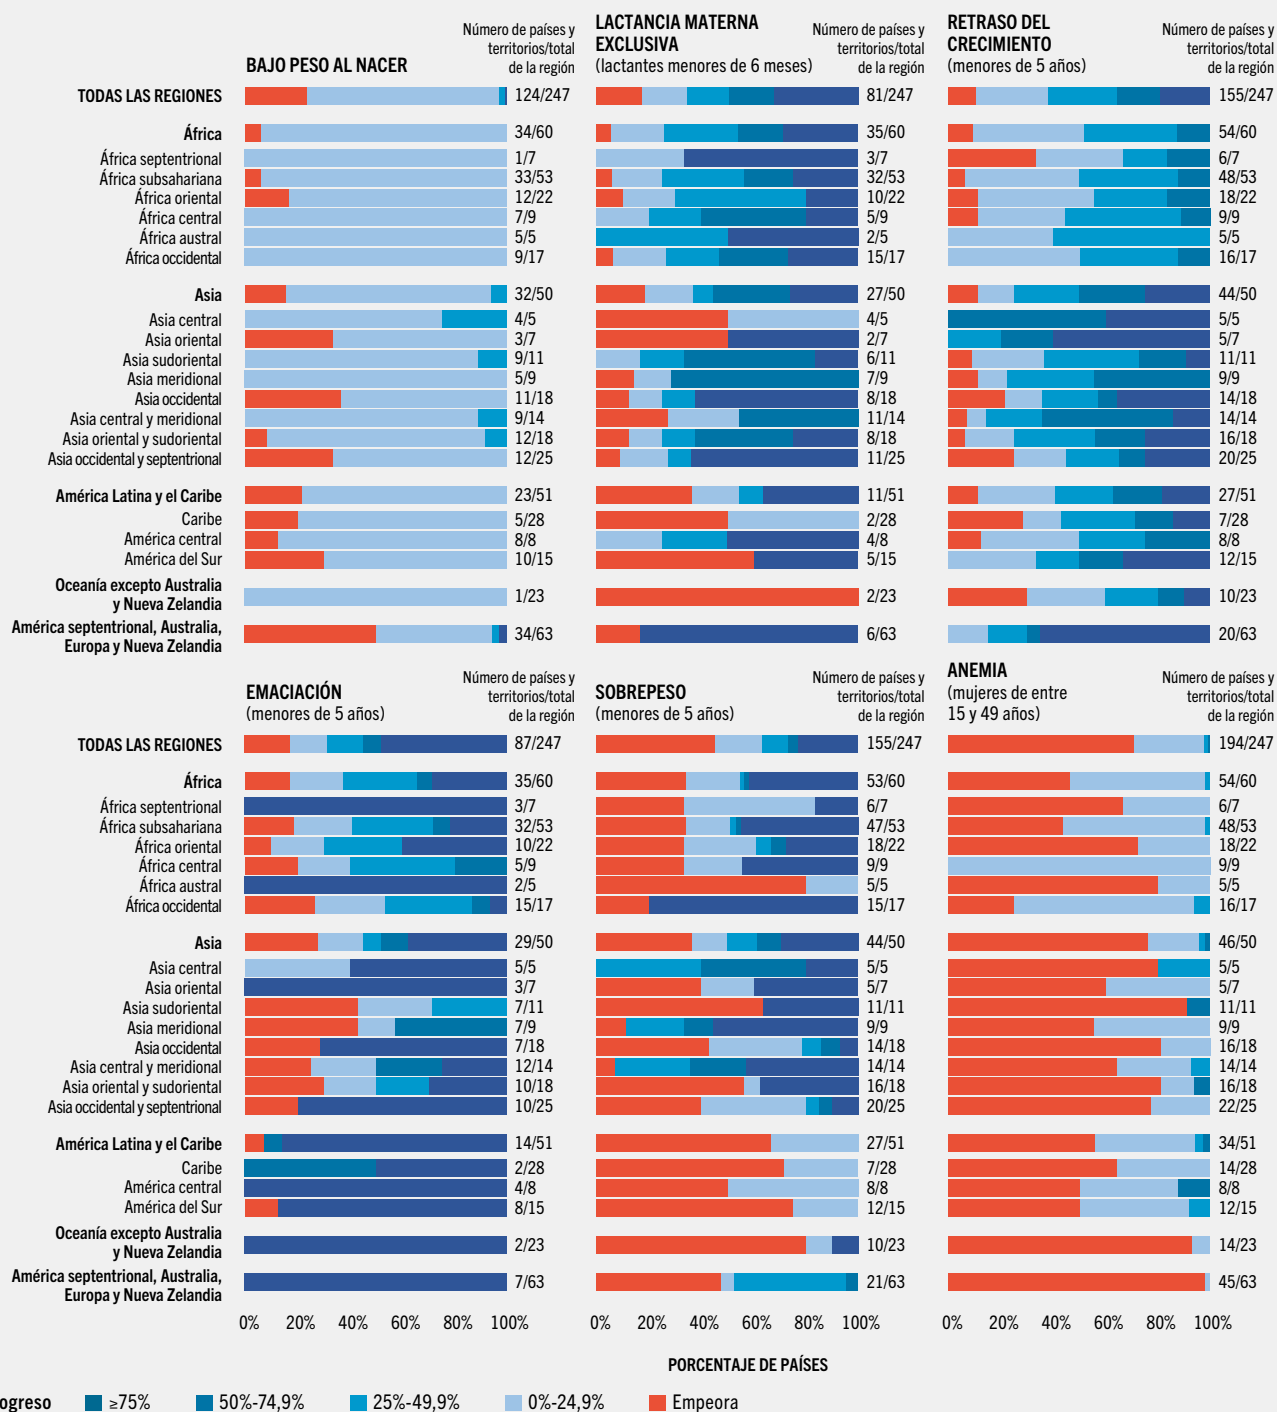 BAJO PESO AL NACER
Número de países y
territorios/total
de la región
LACTANCIA MATERNA
EXCLUSIVA
(lactantes menores de 6 meses)
Número de países y
territorios/total
de la región
RETRASO DEL
CRECIMIENTO
(menores de 5 años)
Número de países y
territorios/total
de la región
TODAS LAS REGIONES 124/247 81/247 155/247
África 34/60 35/60 54/60
África septentrional 1/7 3/7 6/7
África subsahariana 33/53 32/53 48/53
África oriental 12/22 10/22 18/22
África central 7/9 5/9 9/9
África austral 5/5 2/5 5/5
África occidental 9/17 15/17 16/17
Asia 32/50 27/50 44/50
Asia central 4/5 4/5 5/5
Asia oriental 3/7 2/7 5/7
Asia sudoriental 9/11 6/11 11/11
Asia meridional 5/9 7/9 9/9
Asia occidental 11/18 8/18 14/18
Asia central y meridional 9/14 11/14 14/14
Asia oriental y sudoriental 12/18 8/18 16/18
Asia occidental y septentrional 12/25 11/25 20/25
América Latina y el Caribe 23/51 11/51 27/51
Caribe 5/28 2/28 7/28
América central 8/8 4/8 8/8
América del Sur 10/15 5/15 12/15
Oceanía excepto Australia
y Nueva Zelandia 1/23 2/23 10/23
América septentrional, Australia,
Europa y Nueva Zelandia 34/63 6/63 20/63
EMACIACIÓN
(menores de 5 años)
Número de países y
territorios/total
de la región
SOBREPESO
(menores de 5 años)
Número de países y
territorios/total
de la región
ANEMIA
(mujeres de entre
15 y 49 años)
Número de países y
territorios/total
de la región
TODAS LAS REGIONES 87/247 155/247 194/247
África 35/60 53/60 54/60
África septentrional 3/7 6/7 6/7
África subsahariana 32/53 47/53 48/53
África oriental 10/22 18/22 18/22
África central 5/9 9/9 9/9
África austral 2/5 5/5 5/5
África occidental 15/17 15/17 16/17
Asia 29/50 44/50 46/50
Asia central 5/5 5/5 5/5
Asia oriental 3/7 5/7 5/7
Asia sudoriental 7/11 11/11 11/11
Asia meridional 7/9 9/9 9/9
Asia occidental 7/18 14/18 16/18
Asia central y meridional 12/14 14/14 14/14
Asia oriental y sudoriental 10/18 16/18 16/18
Asia occidental y septentrional 10/25 20/25 22/25
América Latina y el Caribe 14/51 27/51 34/51
Caribe 2/28 7/28 14/28
América central 4/8 8/8 8/8
América del Sur 8/15 12/15 12/15
Oceanía excepto Australia
y Nueva Zelandia 2/23 10/23 14/23
América septentrional, Australia,
Europa y Nueva Zelandia 7/63 21/63 45/63
0% 20% 40% 60% 80% 100% 0% 20% 40% 60% 80% 100% 0% 20% 40% 60% 80% 100%
PORCENTAJE DE PAÍSES
ogreso ≥75% 50%-74,9% 25%-49,9% 0%-24,9% Empeora